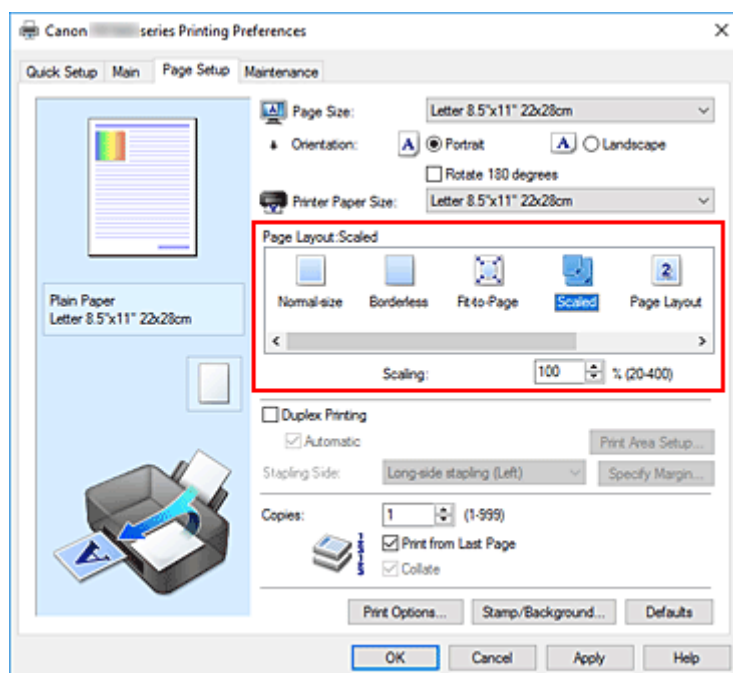 Canon series Printing Preferences
Quick Setup Main Page Setup Maintenance
Page Size: Letter 8.5"x11" 22x28cm
Orientation: A Portrait A Landscape
Rotate 180 degrees
Printer Paper Size: Letter 8.5"x11" 22x28cm
Page Layout:Scaled
2
Normal-size Borderless Fit-to-Page Scaled Page Layout
Scaling: 100 % (20-400)
Plain Paper
Letter 8.5"x11" 22x28cm
Duplex Printing
Automatic Print Area Setup...
Stapling Side: Long-side stapling (Left) Specify Margin...
Copies: 1 (1-999)
Print from Last Page
Collate
A
Print Options... Stamp/Background... Defaults
OK Cancel Apply Help